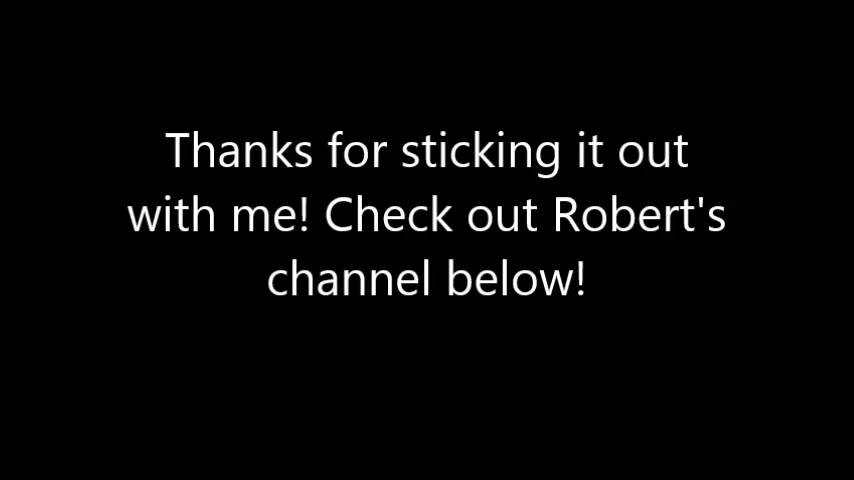 Thanks for sticking it out
with me! Check out Robert's
channel below!